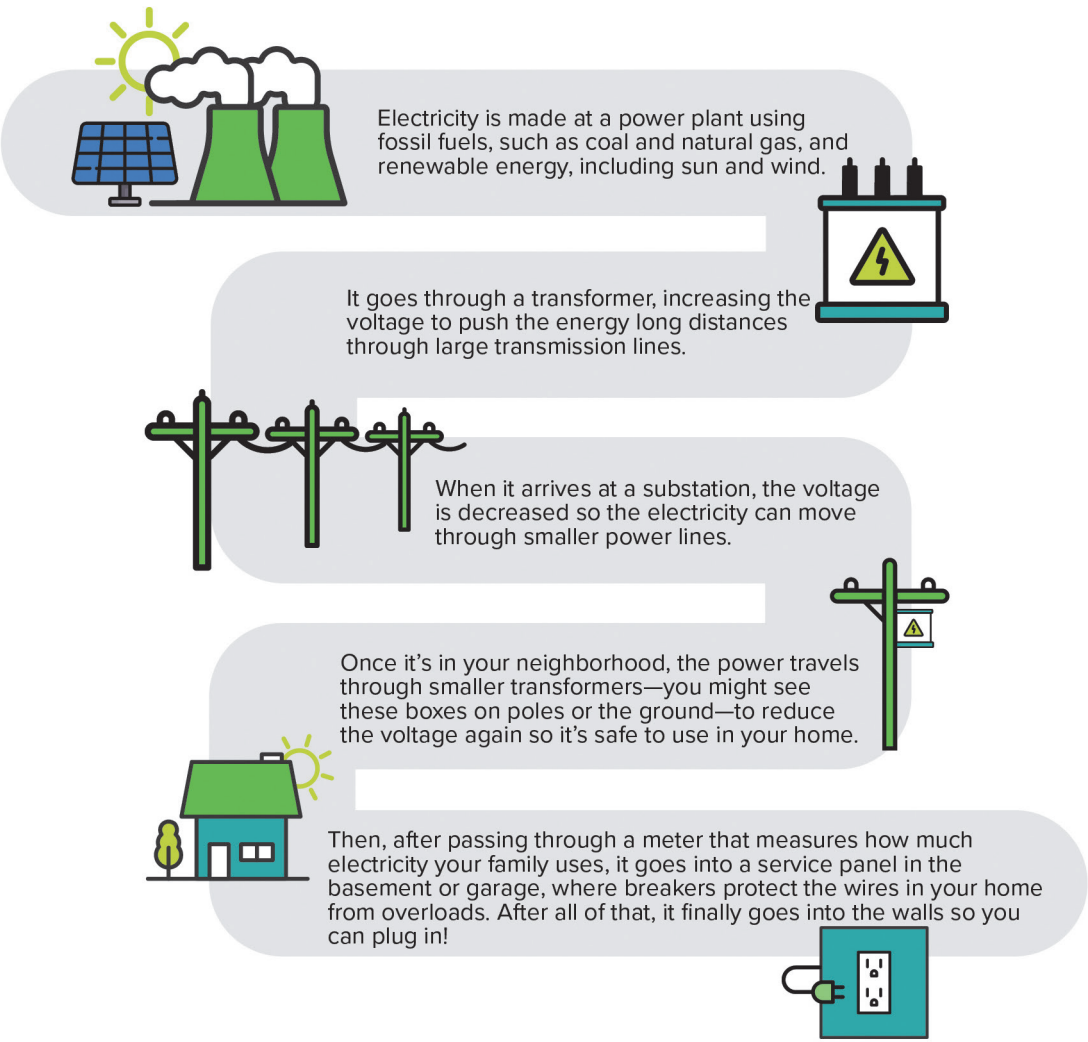 Electricity is made at a power plant using
fossil fuels, such as coal and natural gas, and
renewable energy, including sun and wind.
It goes through a transformer, increasing the
voltage to push the energy long distances
through large transmission lines.
When it arrives at a substation, the voltage
is decreased so the electricity can move
through smaller power lines.
Once it’s in your neighborhood, the power travels
through smaller transformers—you might see
these boxes on poles or the ground—to reduce
the voltage again so it’s safe to use in your home.
Then, after passing through a meter that measures how much
electricity your family uses, it goes into a service panel in the
basement or garage, where breakers protect the wires in your home
from overloads. After all of that, it finally goes into the walls so you
can plug in!